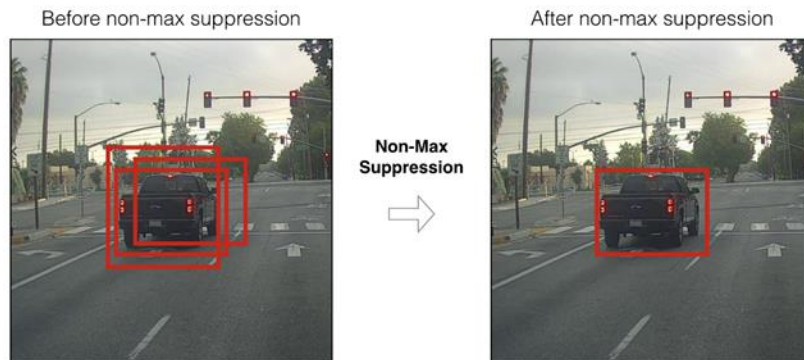 Before non-max suppression
After non-max suppression
Non-Max
Suppression